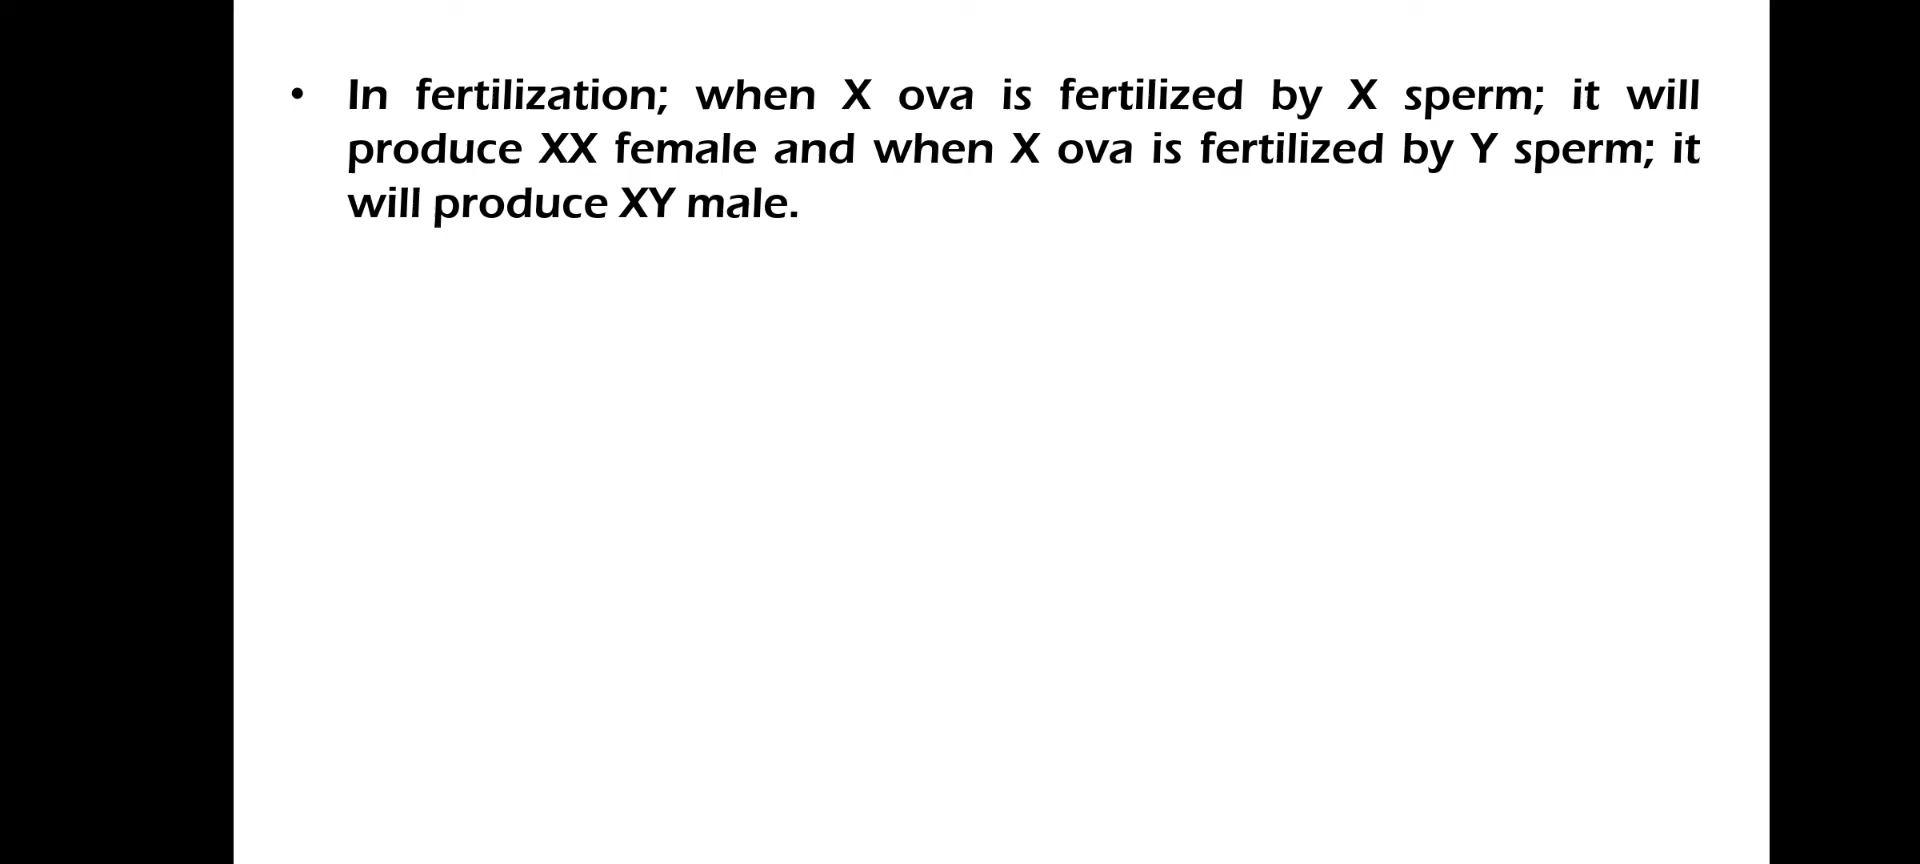 • In fertilization; when X ova is fertilized by X sperm; it will
produce XX female and when X ova is fertilized by Y sperm; it
will produce XY male.